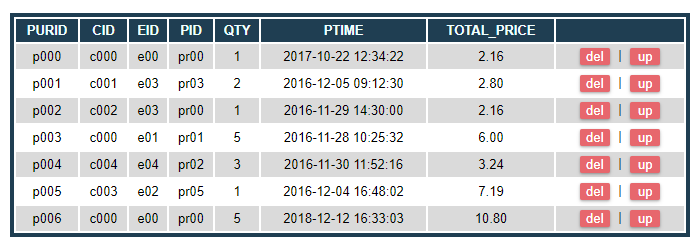 PURID CID EID PID QTY PTIME TOTAL_PRICE
p000 c000 e00 pr00 1 2017-10-22 12:34:22 2.16 del | up
p001 c001 e03 pr03 2 2016-12-05 09:12:30 2.80 del | up
p002 c002 e03 pr00 1 2016-11-29 14:30:00 2.16 del | up
p003 c000 e01 pr01 5 2016-11-28 10:25:32 6.00 del | up
p004 c004 e04 pr02 3 2016-11-30 11:52:16 3.24 del | up
p005 c003 e02 pr05 1 2016-12-04 16:48:02 7.19 del | up
p006 c000 e00 pr00 5 2018-12-12 16:33:03 10.80 del | up